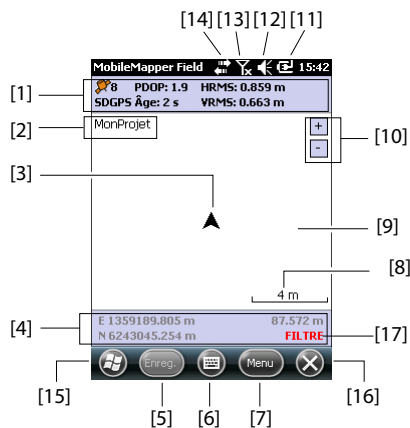 [14] [13] [12] [11]
MobileMapper Field 15:42
[1] 8 PDOP: 1.9 HRMS: 0.859 m
SDGPS Âge: 2 s VRMS: 0.663 m
[2] MonProjet + [10]
-
[3]
[9]
[8]
4 m
[4] E 1359189.805 m 87.572 m
N 6243045.254 m FILTRE [17]
Enreg. Menu
[15] [5] [6] [7] [16]